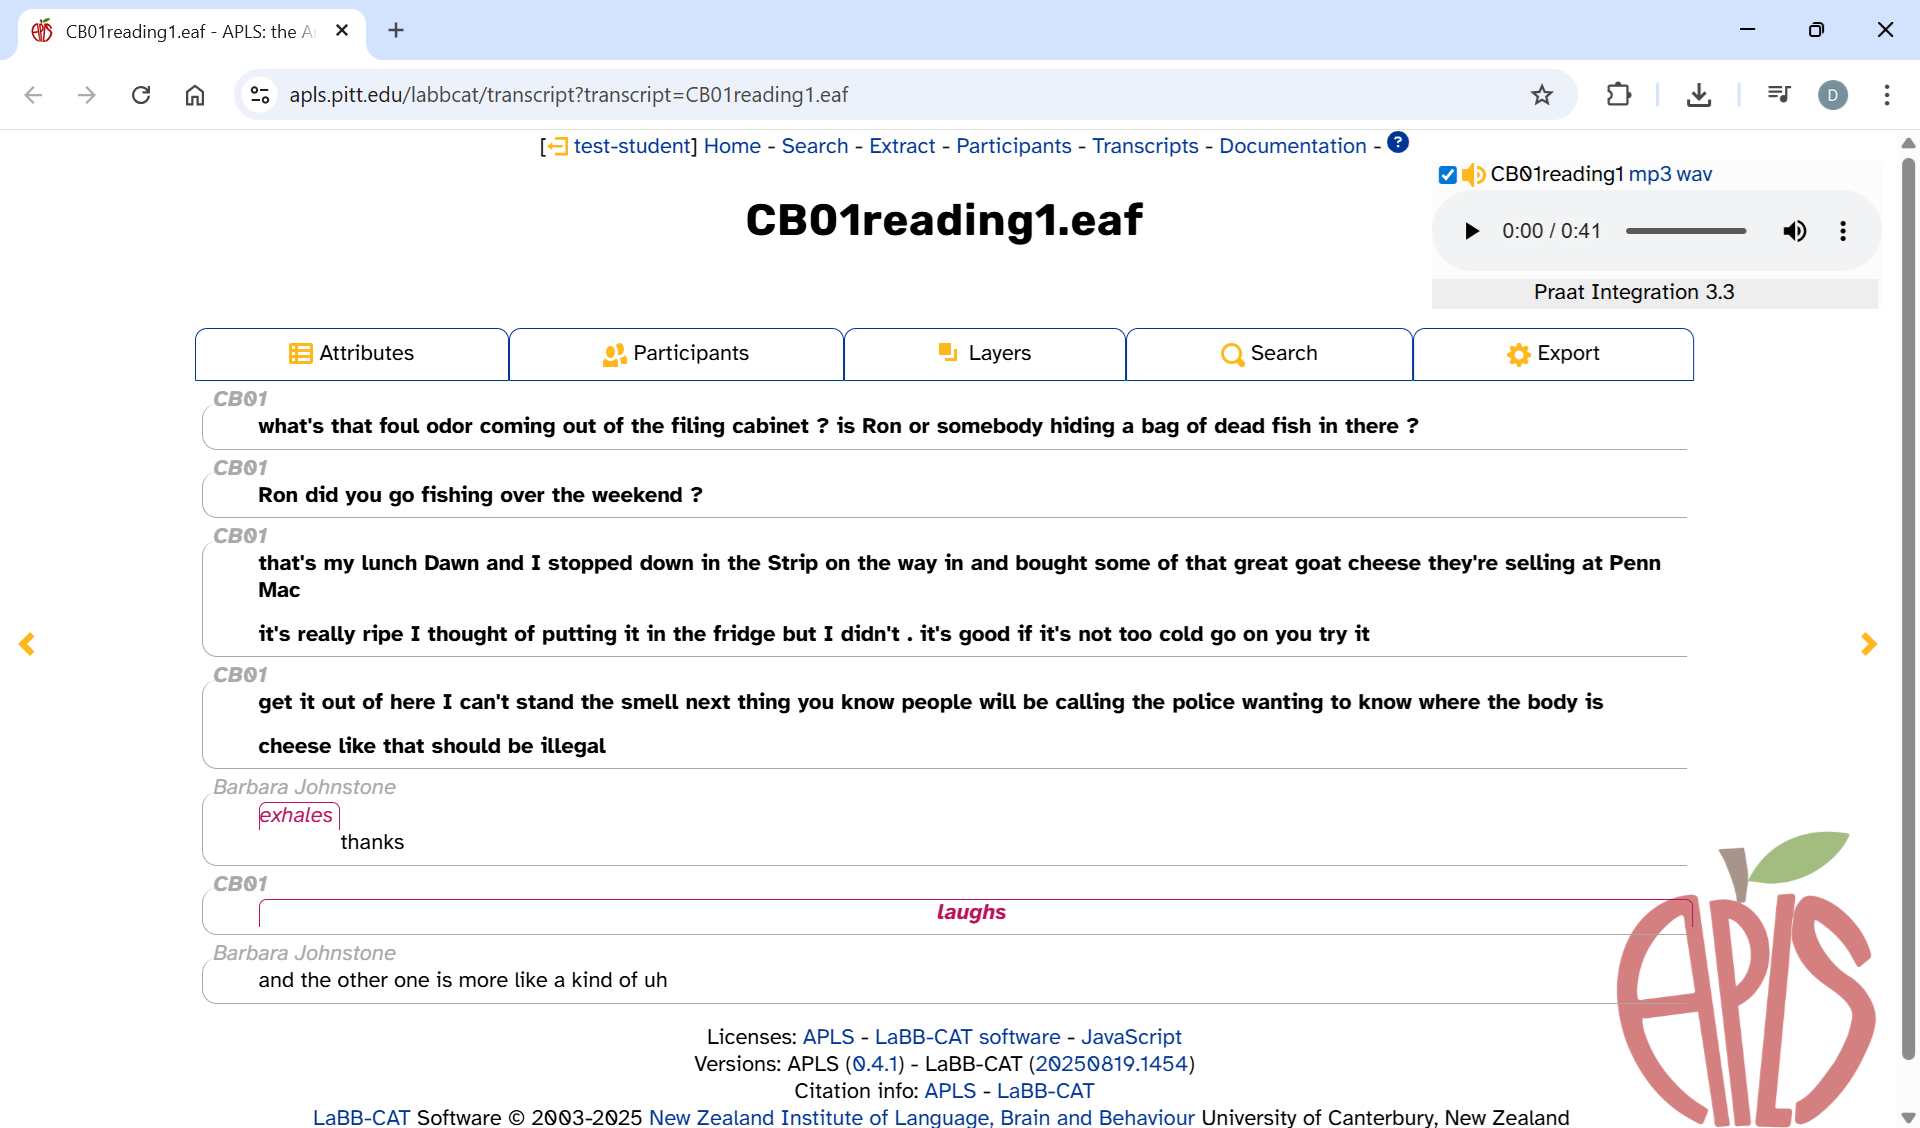 CB01reading1.eaf - APLS: the A
apls.pitt.edu/labbcat/transcript?transcript=CB01reading1.eaf
D
[ test-student] Home - Search - Extract - Participants - Transcripts - Documentation - ?
CB01reading1 mp3 wav
CB01reading1.eaf
0:00 / 0:41
Praat Integration 3.3
Attributes Participants Layers Search Export
CB01
what's that foul odor coming out of the filing cabinet ? is Ron or somebody hiding a bag of dead fish in there ?
CB01
Ron did you go fishing over the weekend ?
CB01
that's my lunch Dawn and I stopped down in the Strip on the way in and bought some of that great goat cheese they're selling at Penn
Mac
it's really ripe I thought of putting it in the fridge but I didn't . it's good if it's not too cold go on you try it
CB01
get it out of here I can't stand the smell next thing you know people will be calling the police wanting to know where the body is
cheese like that should be illegal
Barbara Johnstone
exhales
thanks
CB01
laughs
Barbara Johnstone
and the other one is more like a kind of uh
APLS
Licenses: APLS - LaBB-CAT software - JavaScript
Versions: APLS (0.4.1) - LaBB-CAT (20250819.1454)
Citation info: APLS - LaBB-CAT
LaBB-CAT Software © 2003-2025 New Zealand Institute of Language, Brain and Behaviour University of Canterbury, New Zealand